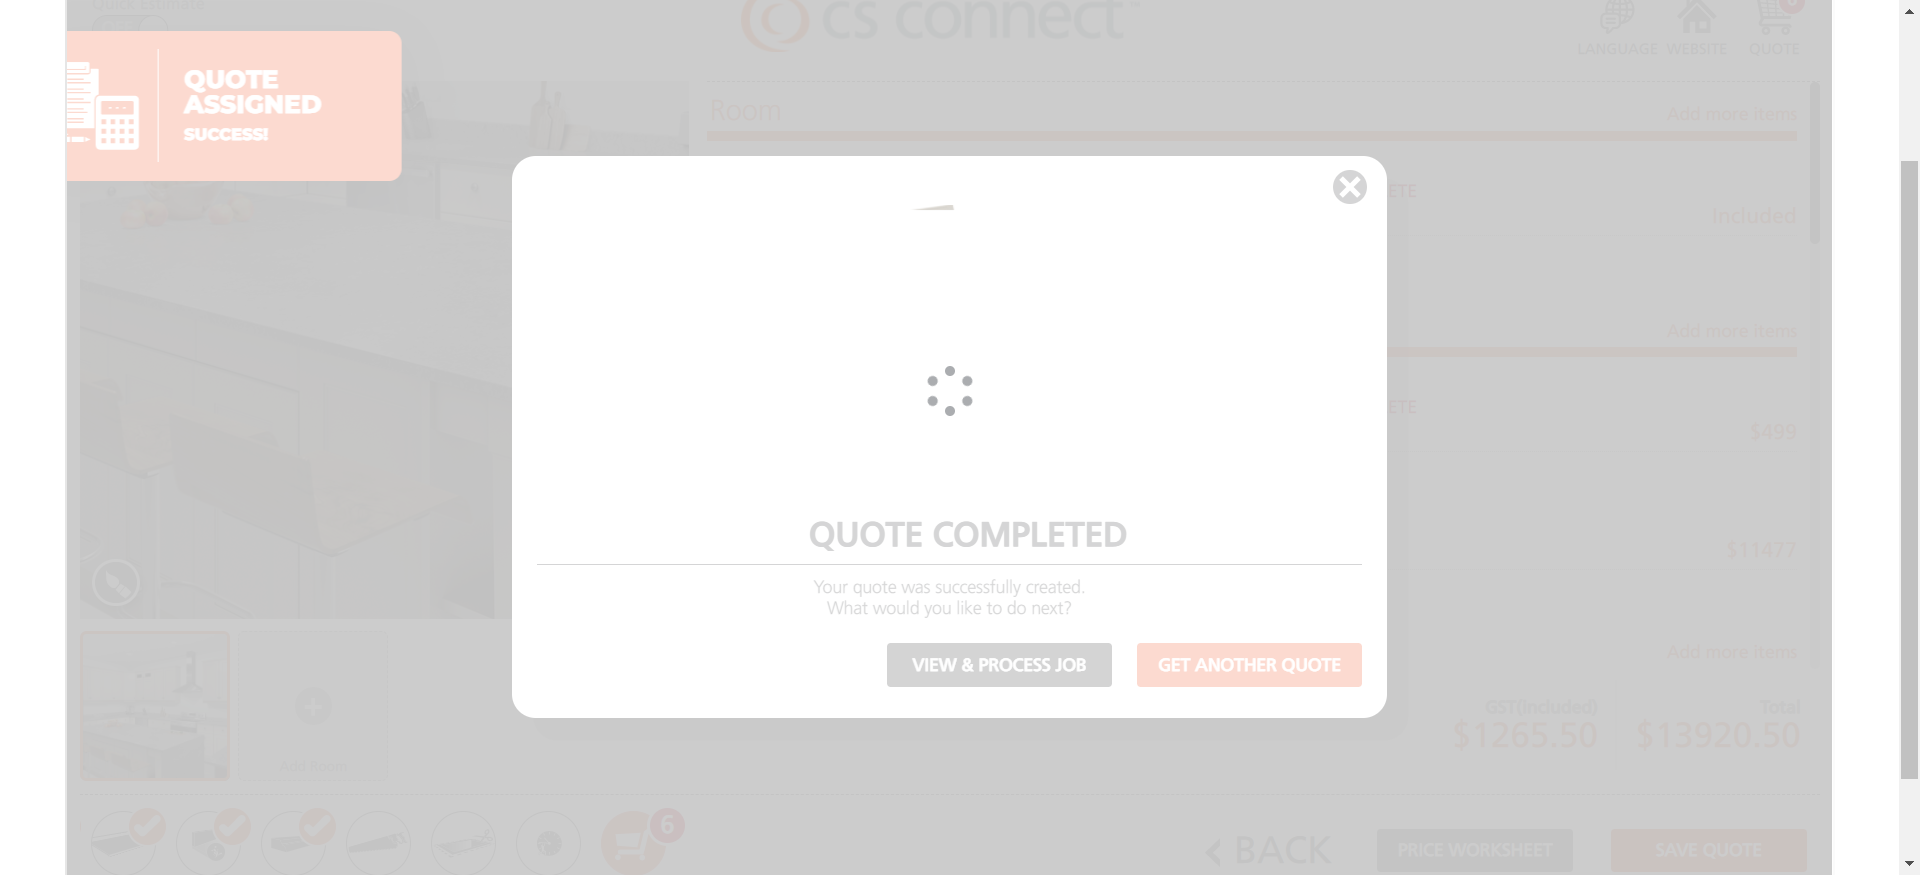 Quick Estimate
cs connect
LANGUAGE WEBSITE QUOTE
QUOTE
ASSIGNED
SUCCESS!
Room
Add more items
ETE
Included
Add more items
ETE
$499
$11477
QUOTE COMPLETED
Your quote was successfully created.
What would you like to do next?
VIEW & PROCESS JOB
GET ANOTHER QUOTE
Add more items
GST(Included)
Total
$1265.50
$13920.50
Add Room
6
BACK
PRICE WORKSHEET
SAVE QUOTE